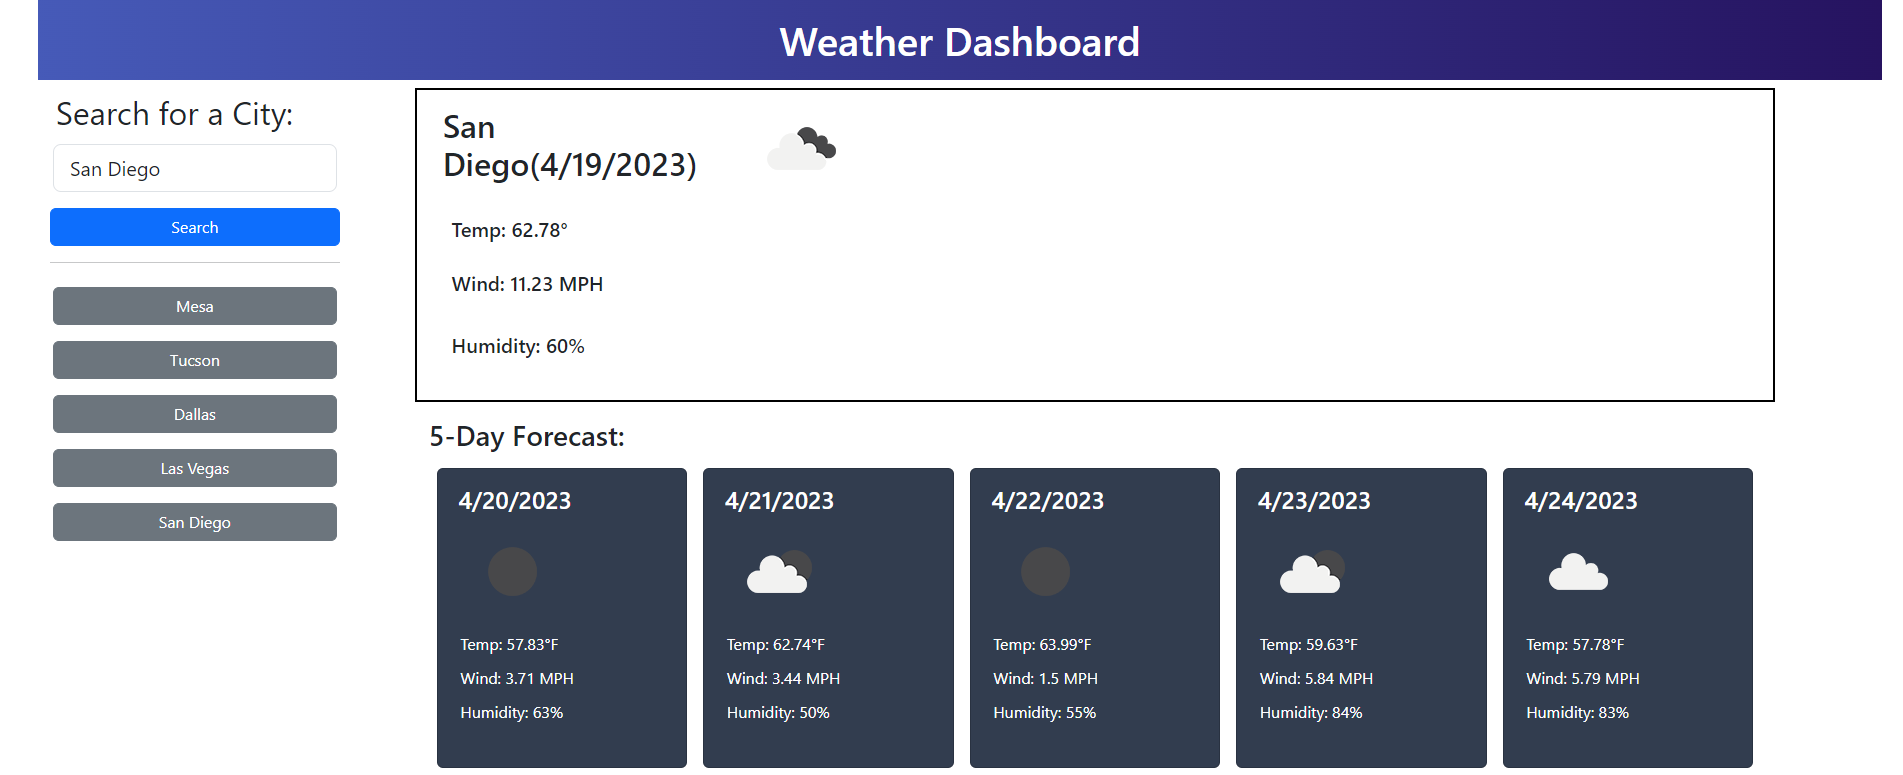 Weather Dashboard
Search for a City:
San Diego
Search
Mesa
Tucson
Dallas
Las Vegas
San Diego
San
Diego(4/19/2023)
Temp: 62.78°
Wind: 11.23 MPH
Humidity: 60%
5-Day Forecast:
4/20/2023
Temp: 57.83°F
Wind: 3.71 MPH
Humidity: 63%
4/21/2023
Temp: 62.74°F
Wind: 3.44 MPH
Humidity: 50%
4/22/2023
Temp: 63.99°F
Wind: 1.5 MPH
Humidity: 55%
4/23/2023
Temp: 59.63°F
Wind: 5.84 MPH
Humidity: 84%
4/24/2023
Temp: 57.78°F
Wind: 5.79 MPH
Humidity: 83%